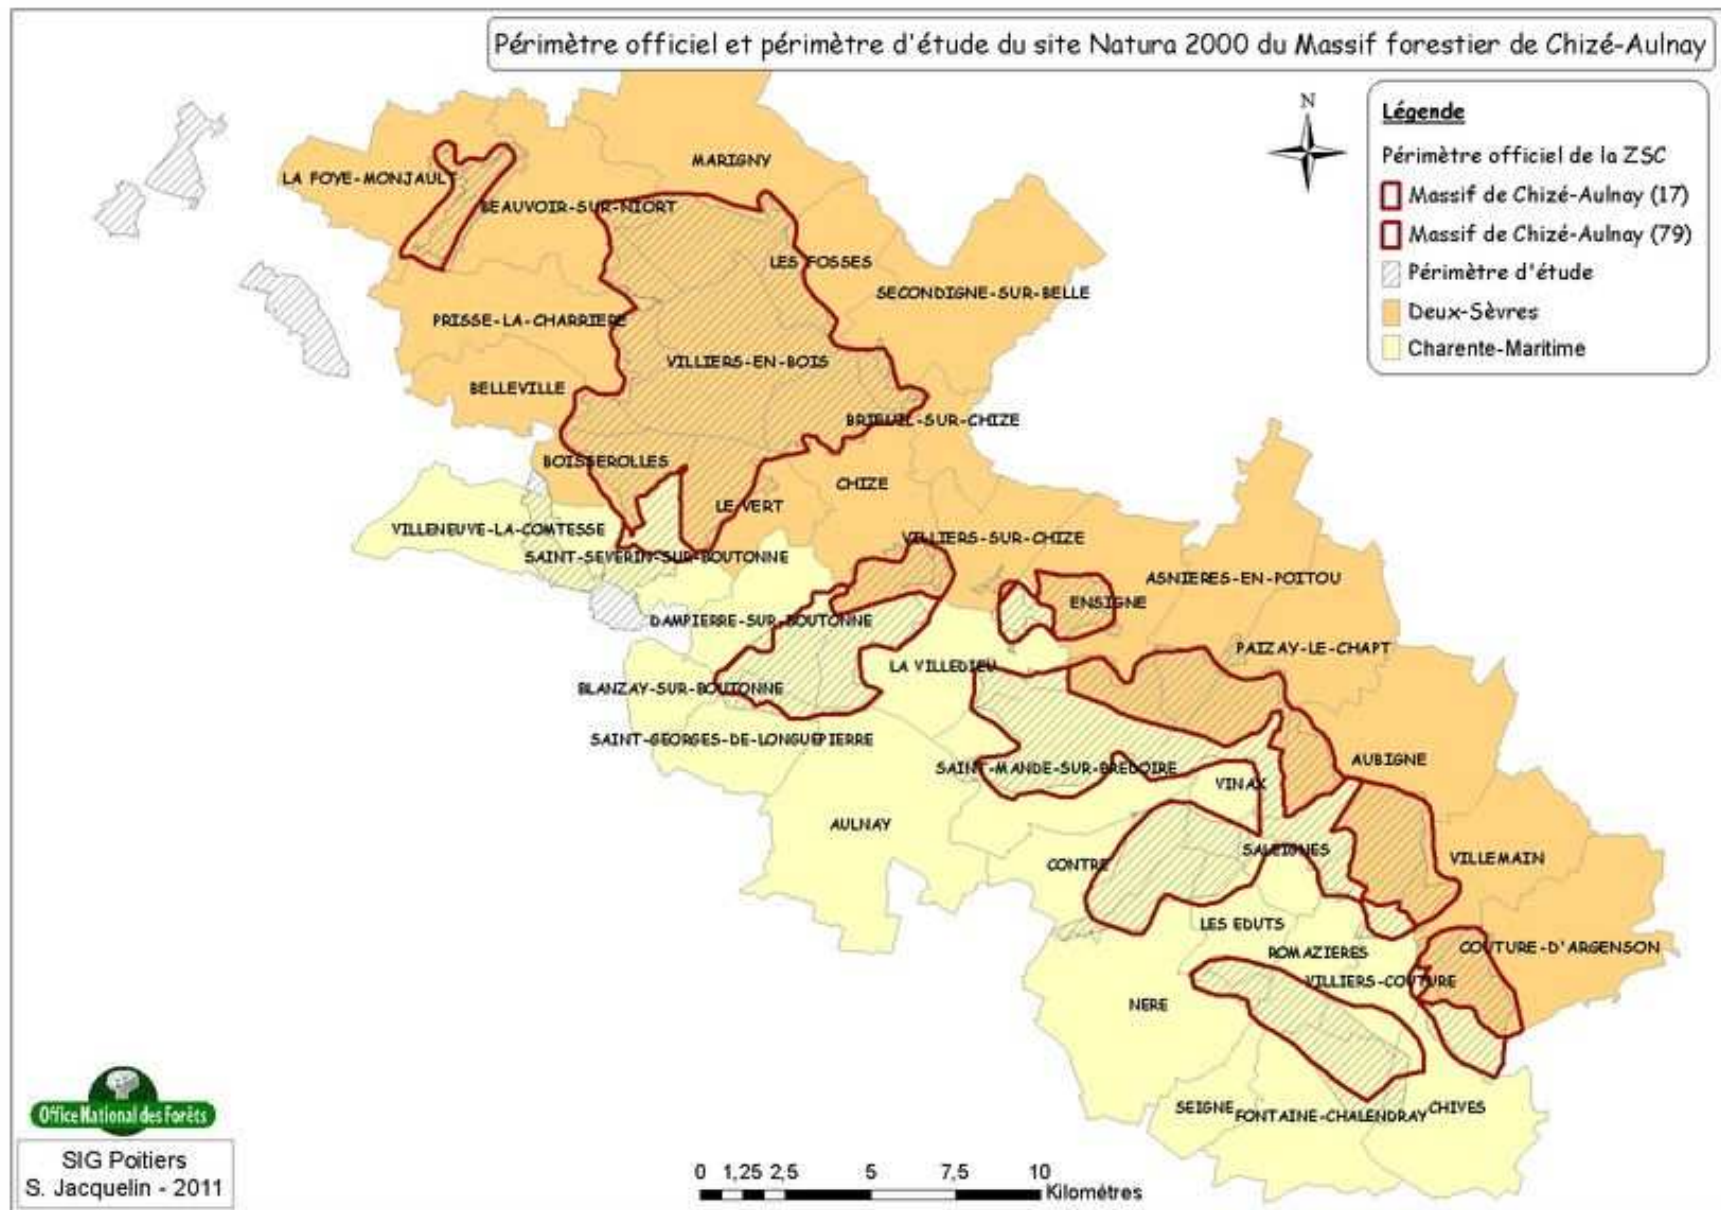 Périmètre officiel et périmètre d'étude du site Natura 2000 du Massif forestier de Chizé-Aulnay
N
Légende
Périmètre officiel de la ZSC
Massif de Chizé-Aulnay (17)
Massif de Chizé-Aulnay (79)
Périmètre d'étude
Deux-Sèvres
Charente-Maritime
MARIGNY
LA FOYE-MONJAULT
BEAUVOIR-SUR-NIORT
LES FOSSES
SECONDIGNE-SUR-BELLE
PRISSE-LA-CHARRIERE
VILLIERS-EN-BOIS
BELLEVILLE
BRIEUIL-SUR-CHIZE
BOISSEROLLES
CHIZE
LE VERT
VILLENEUVE-LA-COMTESSE
VILLIERS-SUR-CHIZE
SAINT-SEVERIN-SUR-BOUTONNE
ASNIERES-EN-POITOU
ENSIGNE
DAMPIERRE-SUR-BOUTONNE
PAIZAY-LE-CHAPT
LA VILLEDIEU
BLANZAY-SUR-BOUTONNE
SAINT-GEORGES-DE-LONGUEPIERRE
AUBIGNE
SAINT-MANDE-SUR-BREDOIRE
VINAX
AULNAY
SALEIGNES
VILLEMAIN
CONTRE
LES EDUTS
COUTURE-D'ARGENSON
ROMAZIERES
VILLIERS-COUTURE
NERE
SEIGNE
FONTAINE-CHALENDRAY
CHIVES
Office National des Forêts
SIG Poitiers
S. Jacquelin - 2011
0 1,25 2,5 5 7,5 10
Kilométres